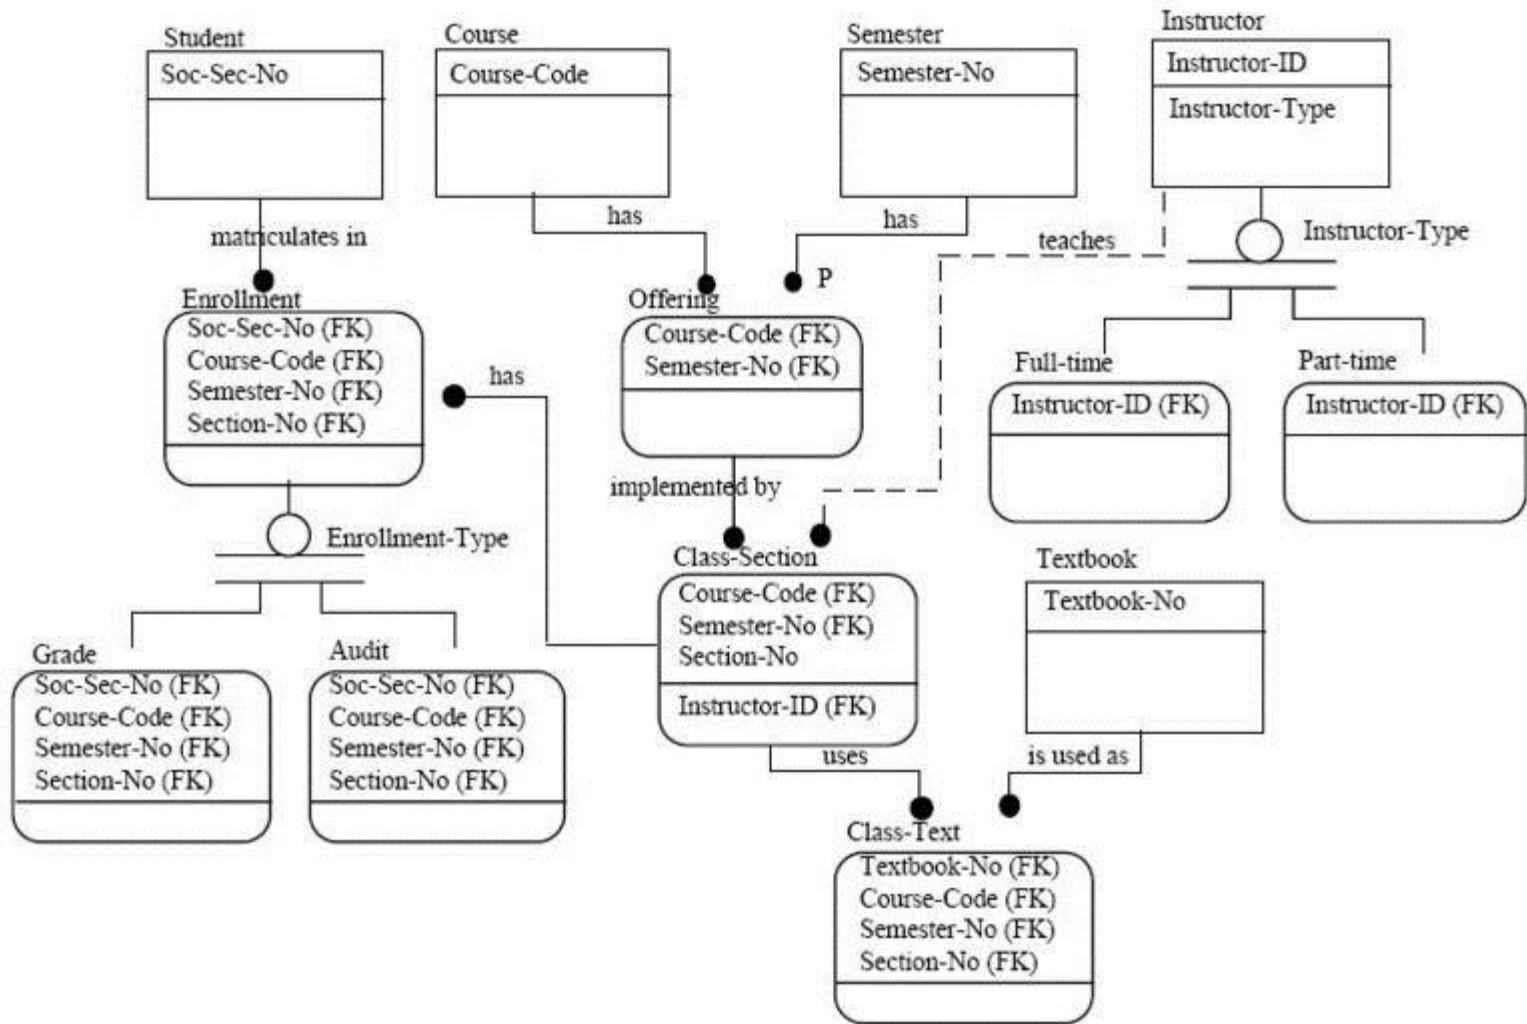 Student
Soc-Sec-No
Course
Course-Code
Semester
Semester-No
Instructor
Instructor-ID
Instructor-Type
matriculates in
has
has
teaches
Instructor-Type
P
Enrollment
Soc-Sec-No (FK)
Course-Code (FK)
Semester-No (FK)
Section-No (FK)
has
Offering
Course-Code (FK)
Semester-No (FK)
Full-time
Instructor-ID (FK)
Part-time
Instructor-ID (FK)
implemented by
Enrollment-Type
Class-Section
Course-Code (FK)
Semester-No (FK)
Section-No
Instructor-ID (FK)
Textbook
Textbook-No
Grade
Soc-Sec-No (FK)
Course-Code (FK)
Semester-No (FK)
Section-No (FK)
Audit
Soc-Sec-No (FK)
Course-Code (FK)
Semester-No (FK)
Section-No (FK)
uses
is used as
Class-Text
Textbook-No (FK)
Course-Code (FK)
Semester-No (FK)
Section-No (FK)